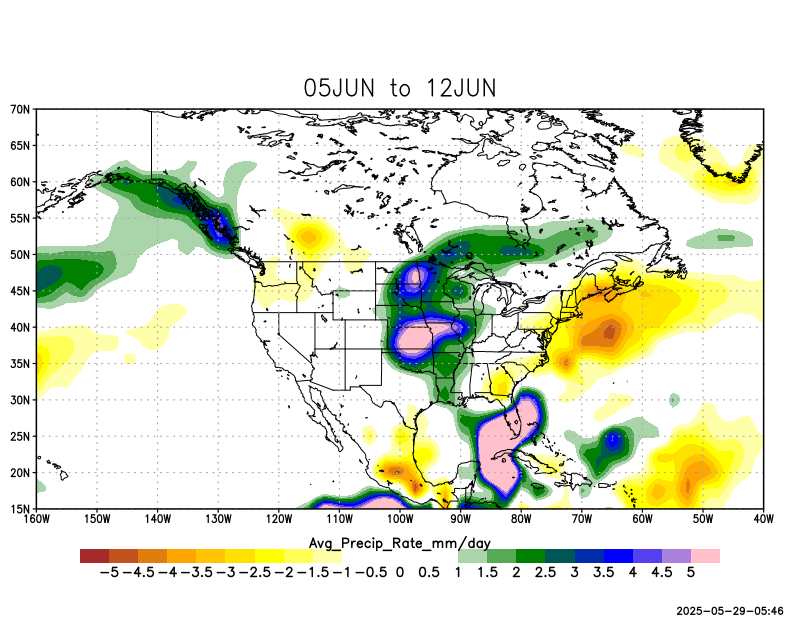 05JUN to 12JUN
70N
65N
60N
55N
50N
45N
40N
35N
30N
25N
20N
15N
160W 150W 140W 130W 120W 110W 100W 90W 80W 70W 60W 50W 40W
Avg_Precip_Rate_mm/day
-5 -4.5 -4 -3.5 -3 -2.5 -2 -1.5 -1 -0.5 0 0.5 1 1.5 2 2.5 3 3.5 4 4.5 5
2025-05-29-05:46